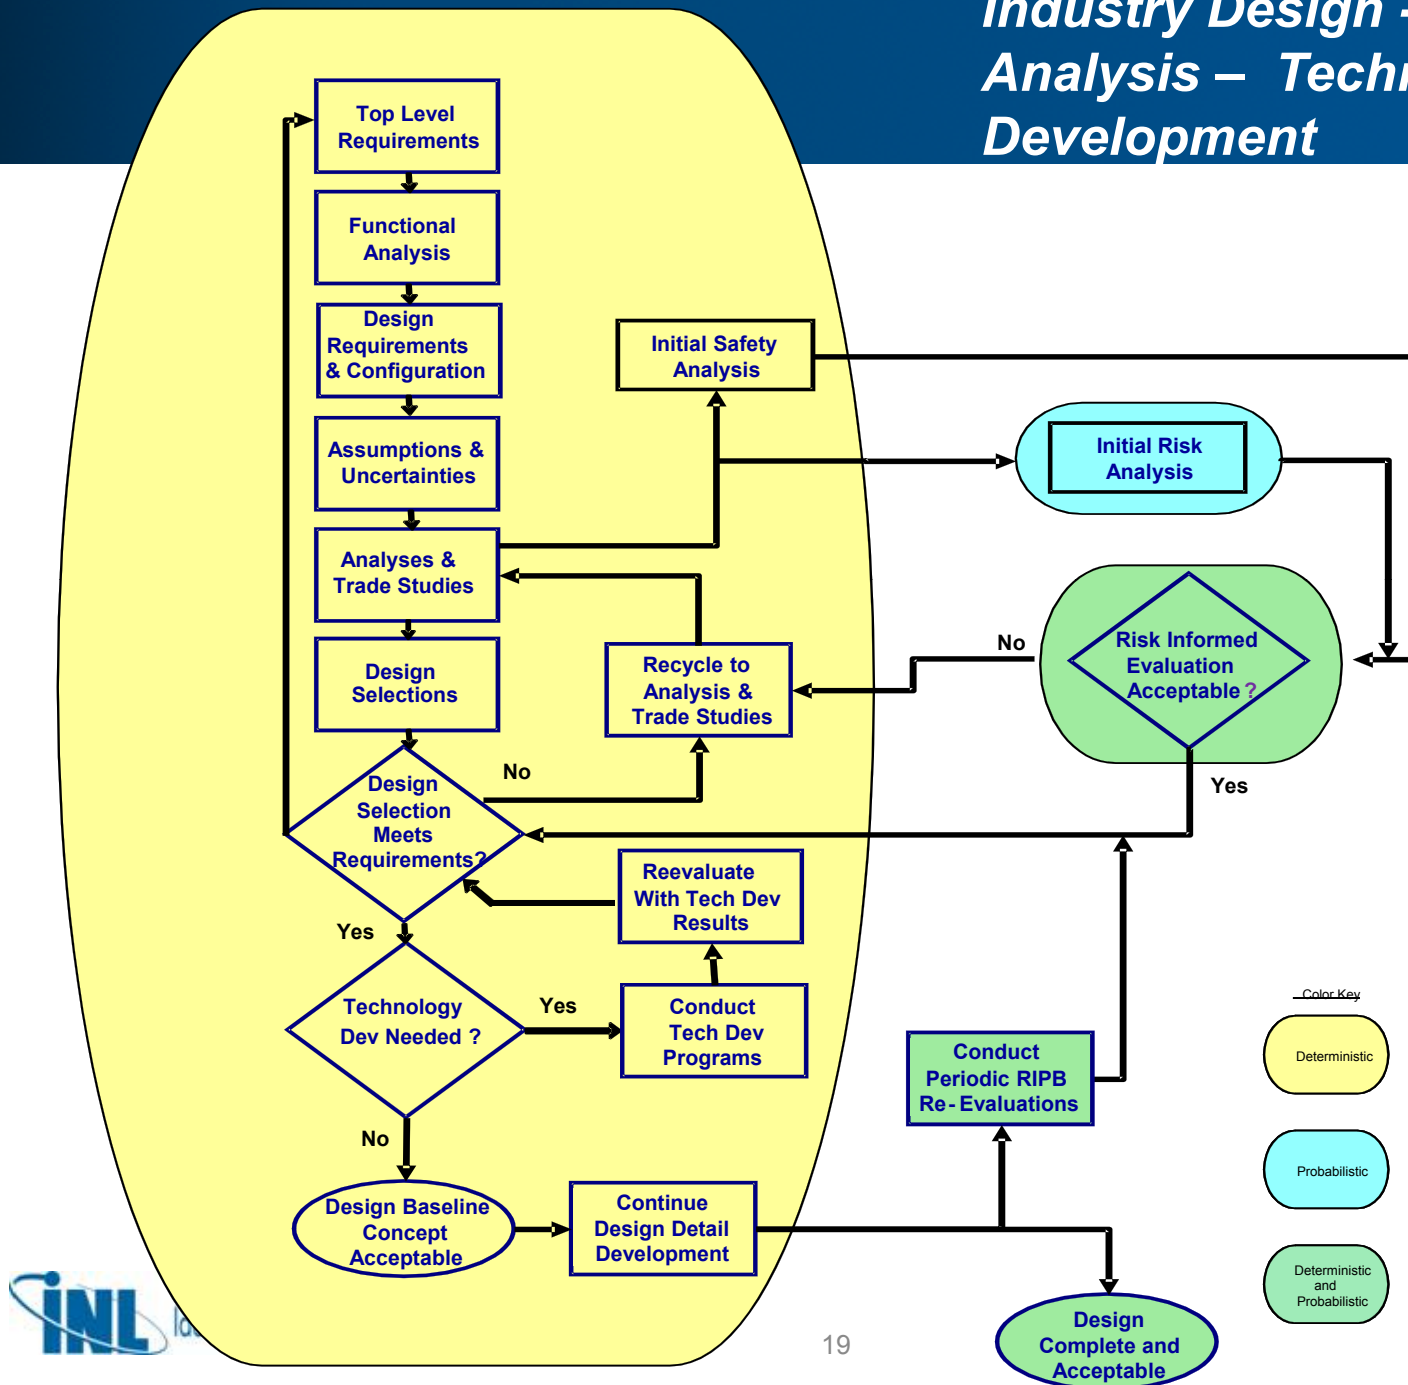 Industry Design -
Analysis – 
Development
Top Level
Requirements
Functional
Analysis
Design
Requirements
& Configuration
Assumptions &
Uncertainties
Analyses &
Trade Studies
Design
Selections
Design
Selection
Meets
Requirements?
No
Yes
Technology
Dev Needed ?
Yes
No
Design Baseline
Concept
Acceptable
Continue
Design Detail
Development
Initial Safety
Analysis
Recycle to
Analysis &
Trade Studies
Reevaluate
With Tech Dev
Results
Conduct
Tech Dev
Programs
Initial Risk
Analysis
No
Risk Informed
Evaluation
Acceptable ?
Yes
Conduct
Periodic RIPB
Re-Evaluations
Design
Complete and
Acceptable
Color Key
Deterministic
Probabilistic
Deterministic
and
Probabilistic
INL
19